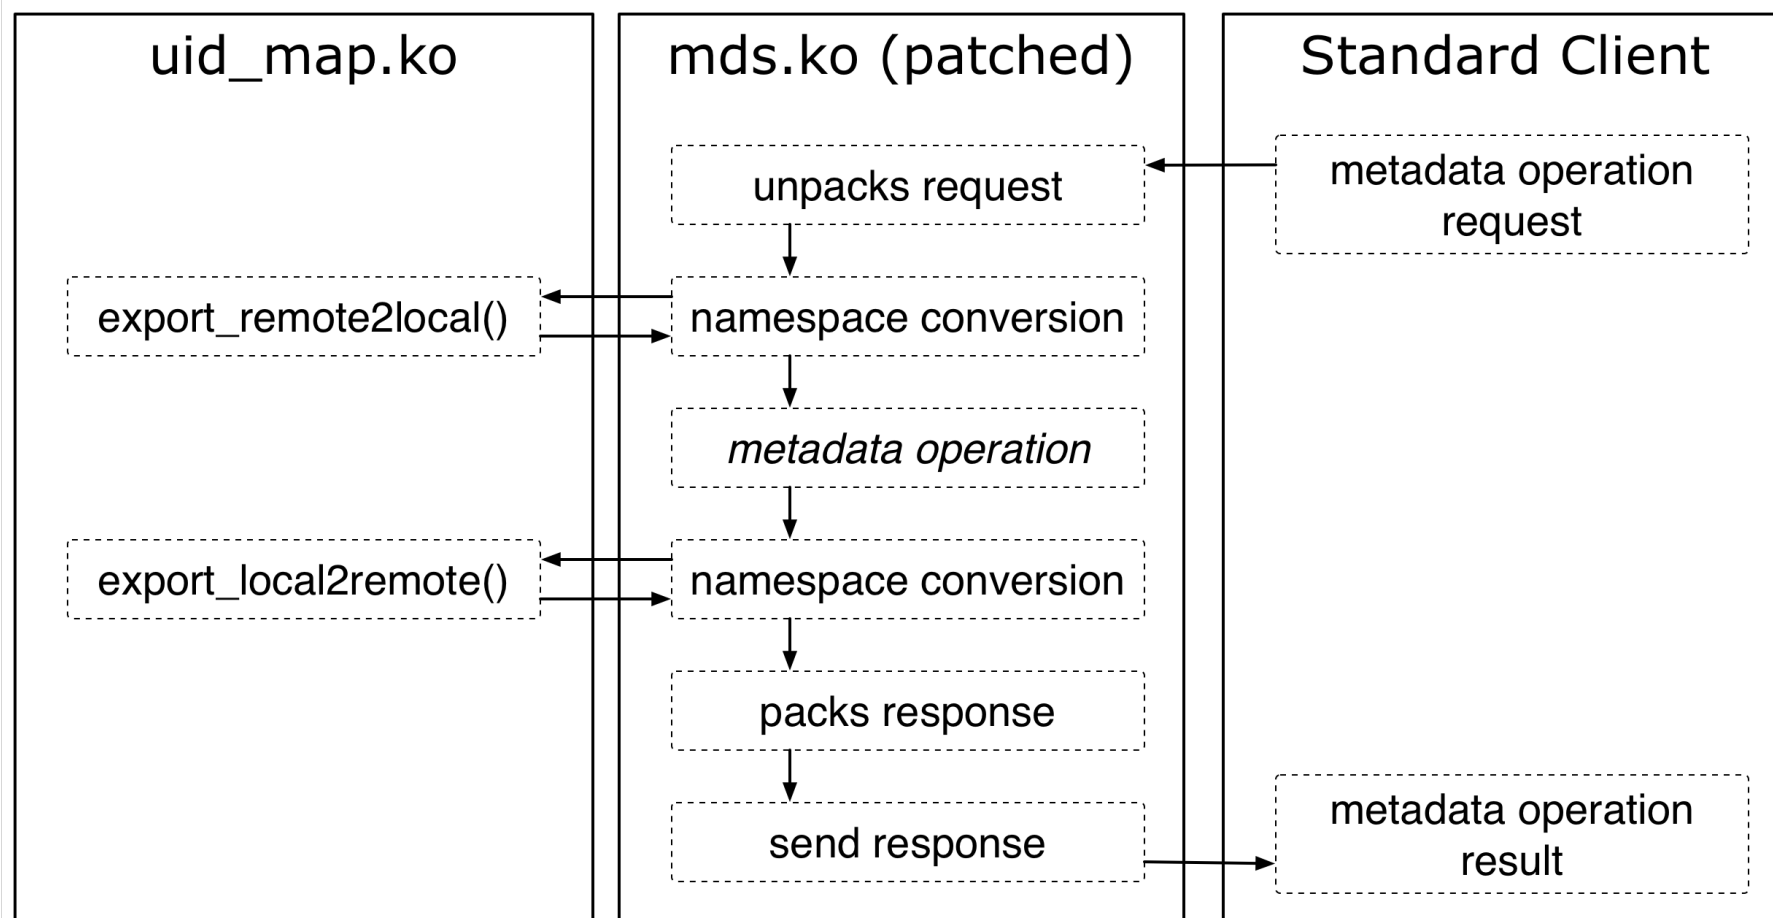 uid_map.ko
mds.ko (patched)
Standard Client
metadata operation
request
unpacks request
export_remote2local()
namespace conversion
metadata operation
export_local2remote()
namespace conversion
packs response
send response
metadata operation
result